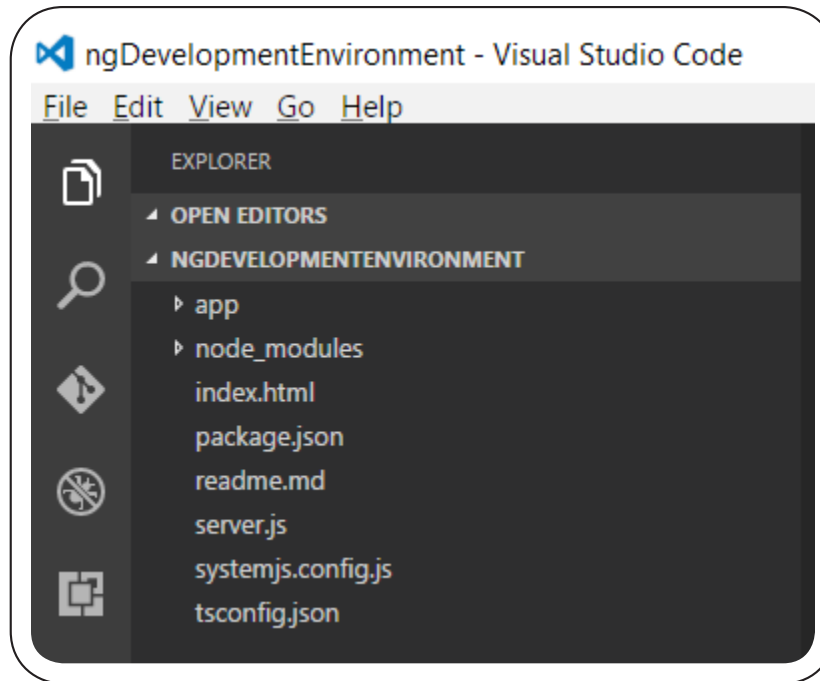 ngDevelopmentEnvironment - Visual Studio Code
File Edit View Go Help
EXPLORER
OPEN EDITORS
NGDEVELOPMENTENVIRONMENT
app
node_modules
index.html
package.json
readme.md
server.js
systemjs.config.js
tsconfig.json